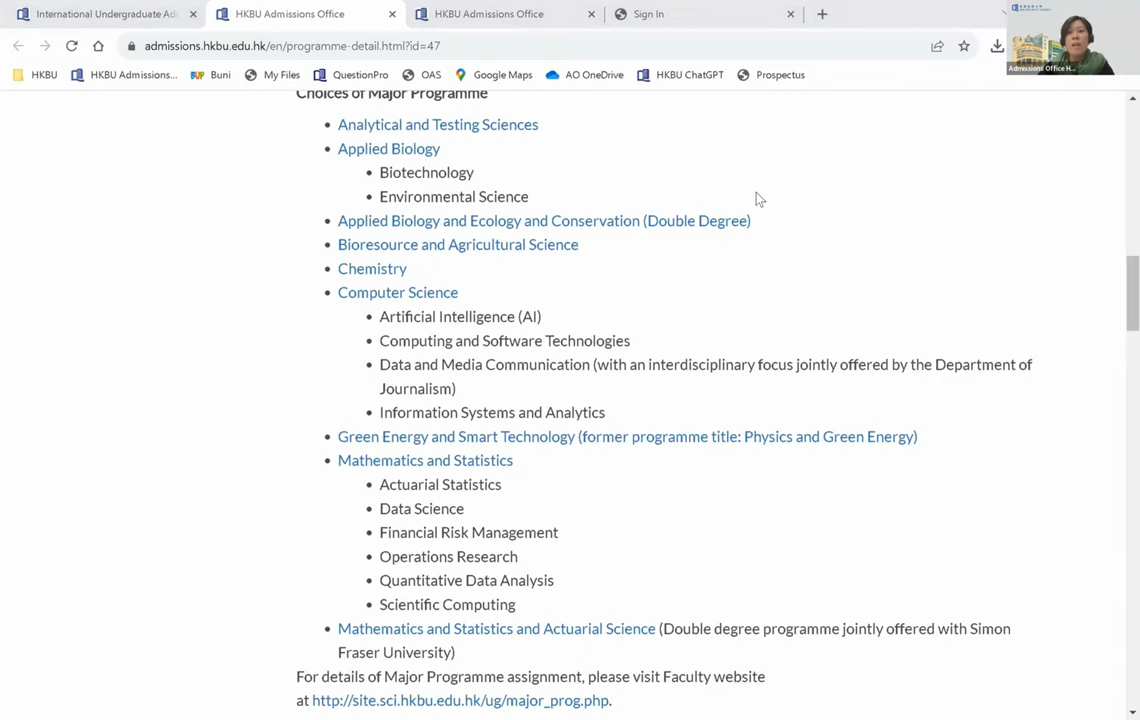 International Undergraduate Ad
HKBU Admissions Office
HKBU Admissions Office
Sign In
admissions.hkbu.edu.hk/en/programme-detail.html?id=47
HKBU
HKBU Admissions...
Buni
My Files
QuestionPro
OAS
Google Maps
AO OneDrive
HKBU ChatGPT
Prospectus
Admissions Office H...
Choices of Major Programme
• Analytical and Testing Sciences
• Applied Biology
• Biotechnology
• Environmental Science
• Applied Biology and Ecology and Conservation (Double Degree)
• Bioresource and Agricultural Science
• Chemistry
• Computer Science
• Artificial Intelligence (AI)
• Computing and Software Technologies
• Data and Media Communication (with an interdisciplinary focus jointly offered by the Department of
Journalism)
• Information Systems and Analytics
• Green Energy and Smart Technology (former programme title: Physics and Green Energy)
• Mathematics and Statistics
• Actuarial Statistics
• Data Science
• Financial Risk Management
• Operations Research
• Quantitative Data Analysis
• Scientific Computing
• Mathematics and Statistics and Actuarial Science (Double degree programme jointly offered with Simon
Fraser University)
For details of Major Programme assignment, please visit Faculty website
at http://site.sci.hkbu.edu.hk/ug/major_prog.php.